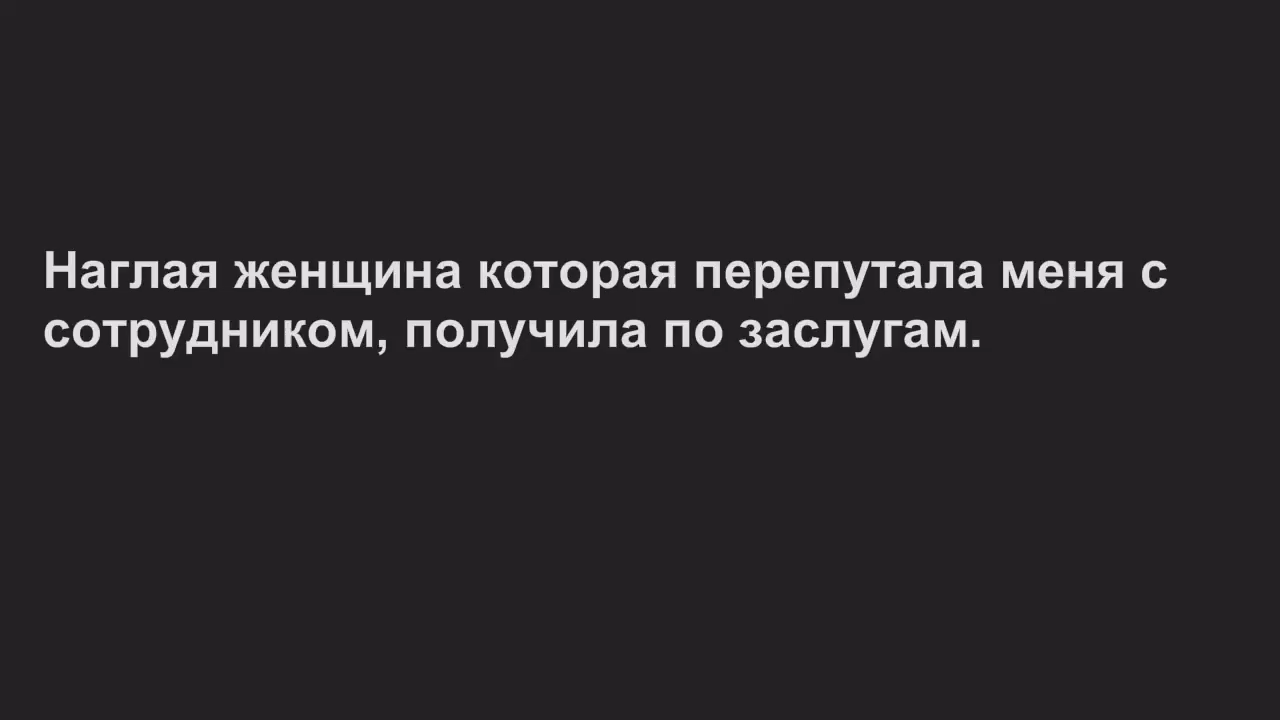 Наглая женщина которая перепутала меня с
сотрудником, получила по заслугам.